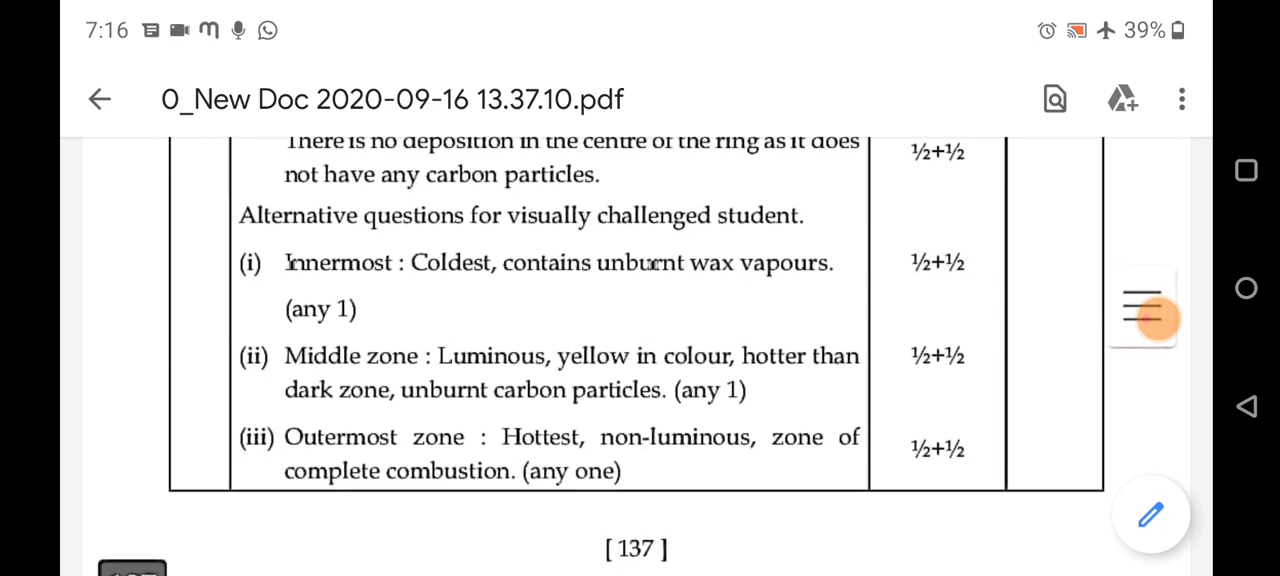 7:16
39%
0_New Doc 2020-09-16 13.37.10.pdf
There is no deposition in the centre of the ring as it does
not have any carbon particles.
½+½
Alternative questions for visually challenged student.
(i) Innermost : Coldest, contains unburnt wax vapours.
(any 1)
½+½
(ii) Middle zone : Luminous, yellow in colour, hotter than
dark zone, unburnt carbon particles. (any 1)
½+½
(iii) Outermost zone : Hottest, non-luminous, zone of
complete combustion. (any one)
½+½
[ 137 ]